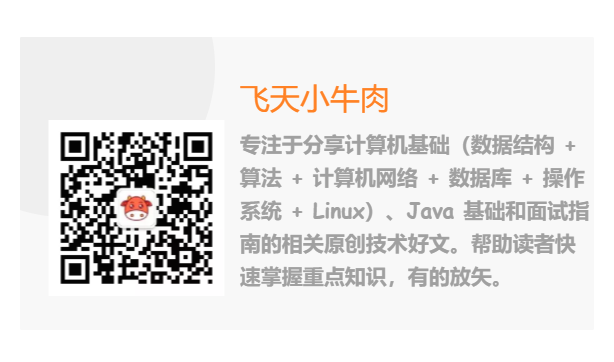 飞天小牛肉
专注于分享计算机基础（数据结构 +
算法 + 计算机网络 + 数据库 + 操作
系统 + Linux）、Java 基础和面试指
南的相关原创技术好文。帮助读者快
速掌握重点知识，有的放矢。